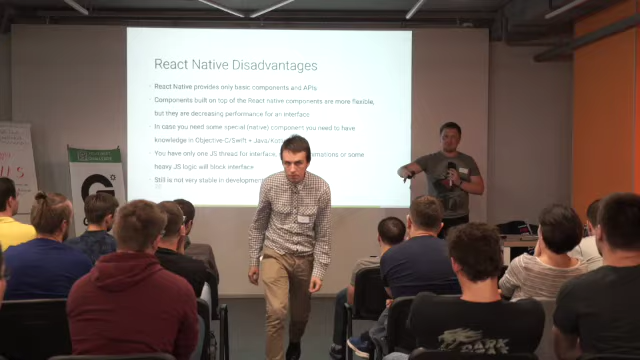 React Native Disadvantages
React Native provides only basic components and APIs
Components built on top of the React native components are more flexible,
but they are decreasing performance for an interface
In case you need some special (native) component you need to have
knowledge in Objective-C/Swift + Java/
You have only one JS thread for interface, or some
heavy JS logic will block interface
Still is not very stable in development
DARK